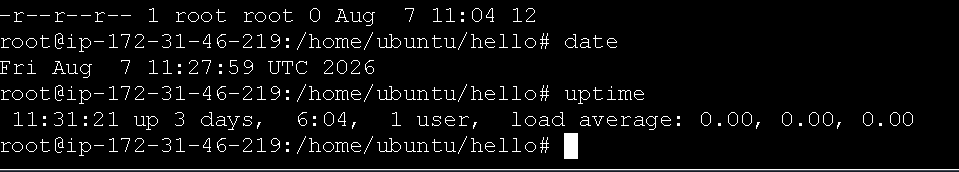 -r--r--r-- 1 root root 0 Aug  7 11:04 12
root@ip-172-31-46-219:/home/ubuntu/hello# date
Fri Aug  7 11:27:59 UTC 2026
root@ip-172-31-46-219:/home/ubuntu/hello# uptime
 11:31:21 up 3 days,  6:04,  1 user,  load average: 0.00, 0.00, 0.00
root@ip-172-31-46-219:/home/ubuntu/hello#